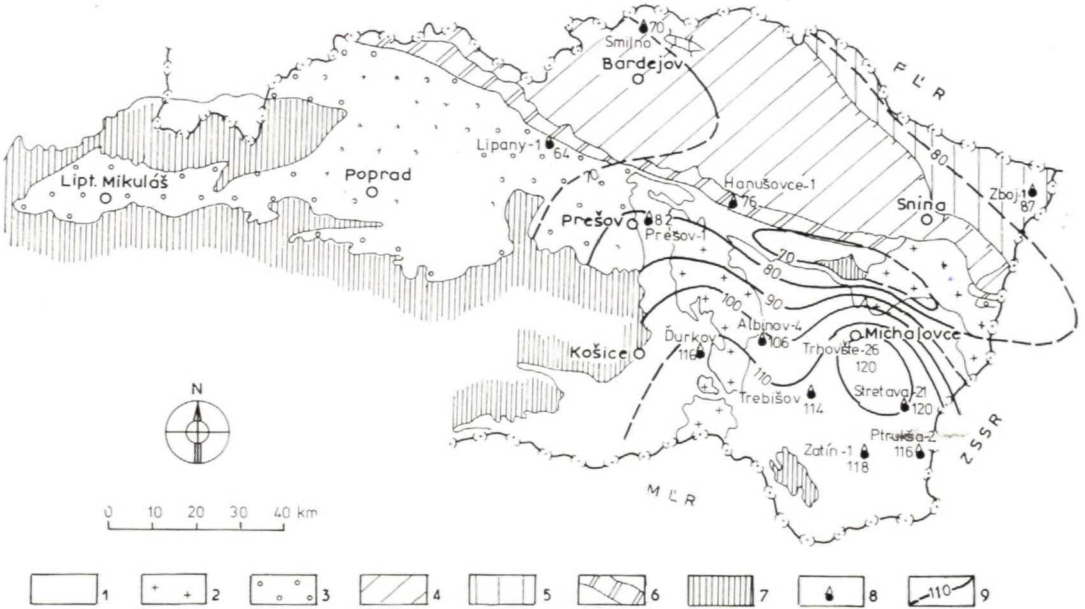 70
Smilno
Bardejov
PĽR
80
Lipany-1
64
Lipt. Mikuláš
Poprad
70
Hanušovce-1
76
Snina
Zboj-1
87
Prešov
82
Prešov-1
70
80
90
100
Albinov-4
106
Michaľovce
Košice
Ďurkov
118
110
Trhovište-26
120
Trebišov
114
Stretava-21
120
Ptrukša-2
116
Zatín-1
118
ZSSR
MĽR
N
0 10 20 30 40 km
1 2 3 4 5 6 7 8 110 9